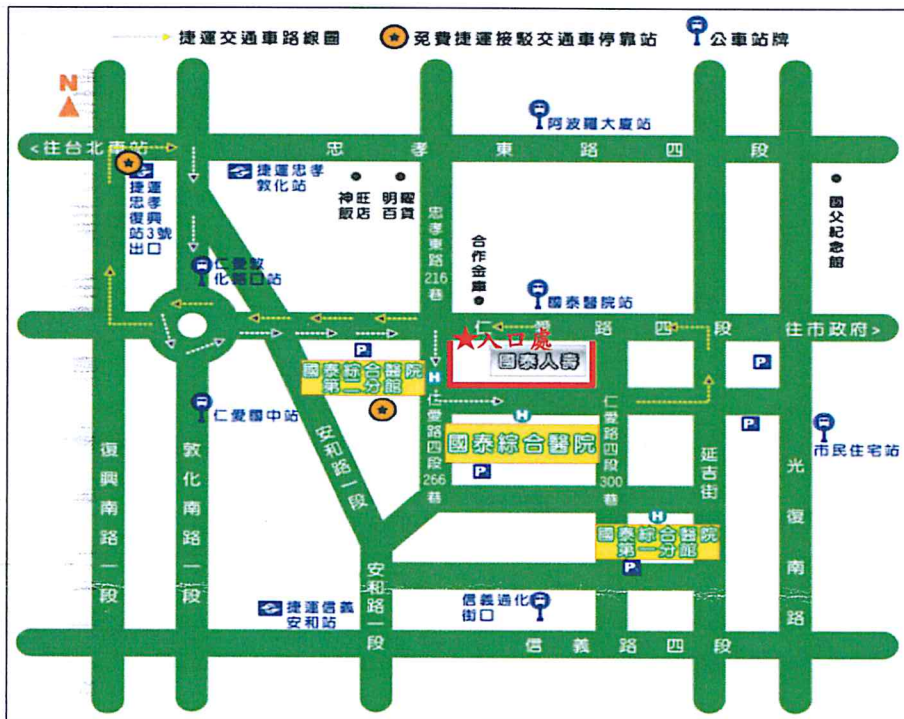 捷運交通車路線圖
免費捷運接駁交通車停靠站
公車站牌
N
阿波羅大廈站
<往台北車站
忠孝東路四段
捷運
忠孝
復興
站3號
出口
捷運忠孝
敦化站
神旺
飯店
明曜
百貨
忠孝東路216巷
合作金庫
國父紀念館
仁愛敦
化路口站
國泰醫院站
仁愛路四段
往市政府>
入口處
國泰人壽
P
國泰綜合醫院
第二分館
H
P
仁愛國中站
仁愛路四段266巷
H
國泰綜合醫院
P
仁愛路四段300巷
P
市民住宅站
復興南路一段
敦化南路一段
安和路一段
延吉街
光復南路
H
國泰綜合醫院
第一分館
P
安和路一段
捷運信義
安和站
信義通化
街口
信義路四段